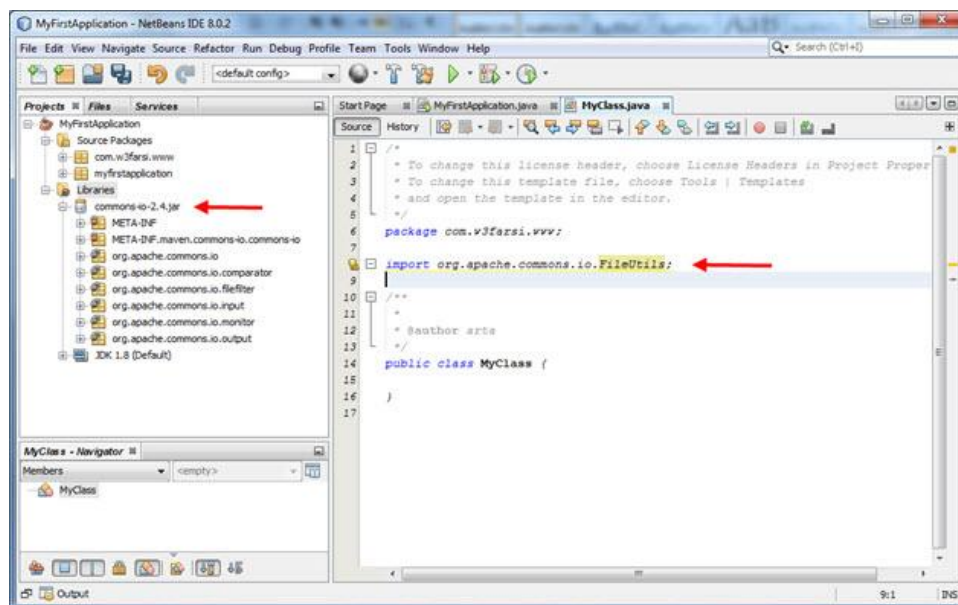 MyFirstApplication - NetBeans IDE 8.0.2
File Edit View Navigate Source Refactor Run Debug Profile Team Tools Window Help
Search (Ctrl+I)
<default config>
Projects Files Services
MyFirstApplication
Source Packages
com.w3farsi.www
myfirstapplication
Libraries
commons-io-2.4.jar
META-INF
META-INF.maven.commons-io.commons-io
org.apache.commons.io
org.apache.commons.io.comparator
org.apache.commons.io.filefilter
org.apache.commons.io.input
org.apache.commons.io.monitor
org.apache.commons.io.output
JDK 1.8 (Default)
MyClass - Navigator
Members <empty>
MyClass
Start Page MyFirstApplication.java MyClass.java
Source History
1 /*
2 * To change this license header, choose License Headers in Project Proper
3 * To change this template file, choose Tools | Templates
4 * and open the template in the editor.
5 */
6 package com.w3farsi.www;
7
import org.apache.commons.io.FileUtils;
9
10 /**
11 *
12 * @author arts
13 */
14 public class MyClass {
15
16 }
17
Output
9:1 INS